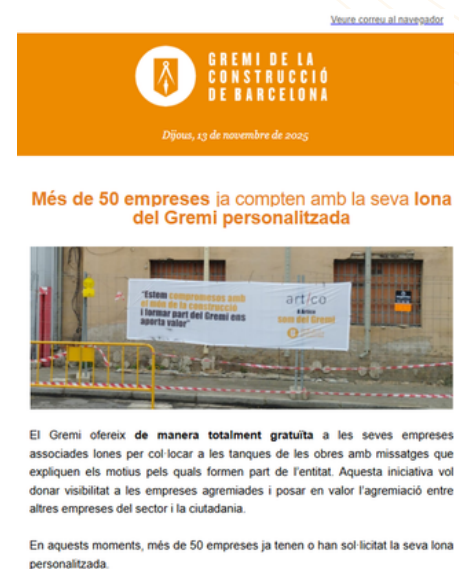 Veure correu al navegador
GREMI DE LA
CONSTRUCCIÓ
DE BARCELONA
Dijous, 13 de novembre de 2025
Més de 50 empreses ja compten amb la seva lona
del Gremi personalitzada
"Estem compromeses amb
el món de la construcció
i formar part del Gremi ens
aporta valor"
artico
A Artico
som del Gremi
El Gremi ofereix de manera totalment gratuïta a les seves empreses
associades lones per col·locar a les tanques de les obres amb missatges que
expliquen els motius pels quals formen part de l'entitat. Aquesta iniciativa vol
donar visibilitat a les empreses agremiades i posar en valor l'agremiació entre
altres empreses del sector i la ciutadania.
En aquests moments, més de 50 empreses ja tenen o han sol·licitat la seva lona
personalitzada.